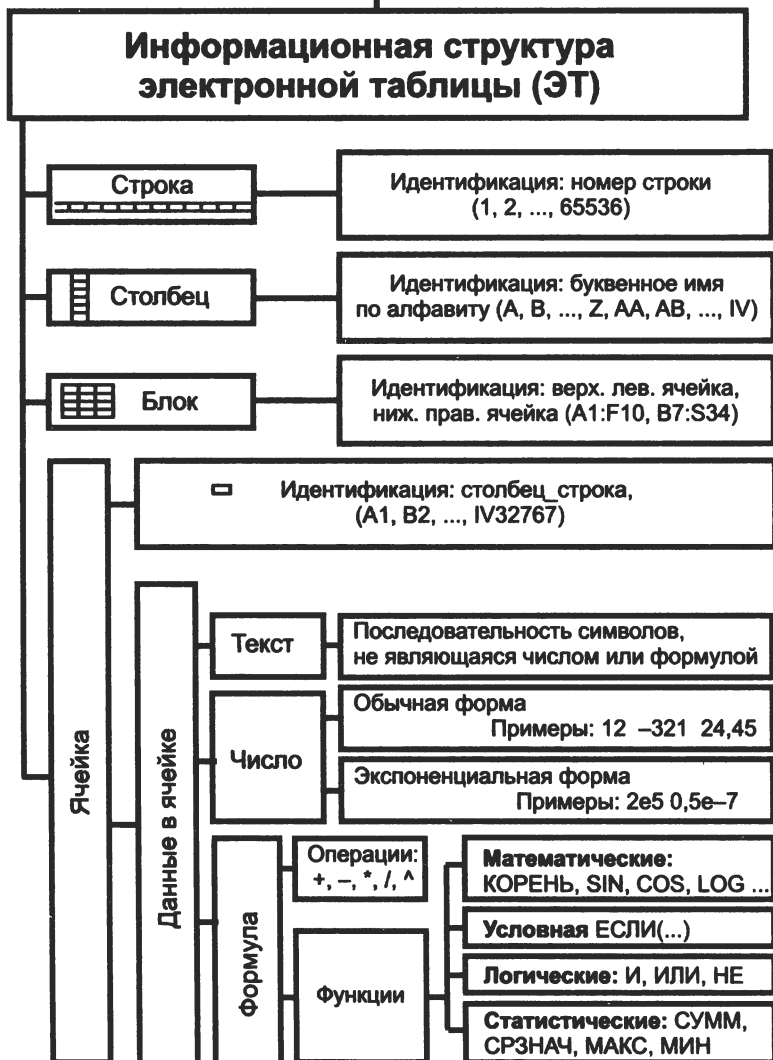 Информационная структура
электронной таблицы (ЭТ)
Строка
Идентификация: номер строки
(1, 2, ..., 65536)
Столбец
Идентификация: буквенное имя
по алфавиту (A, B, ..., Z, AA, AB, ..., IV)
Блок
Идентификация: верх. лев. ячейка,
ниж. прав. ячейка (A1:F10, B7:S34)
Ячейка
Идентификация: столбец_строка,
(A1, B2, ..., IV32767)
Данные в ячейке
Текст
Последовательность символов,
не являющаяся числом или формулой
Число
Обычная форма
Примеры: 12 –321 24,45
Экспоненциальная форма
Примеры: 2e5 0,5e–7
Формула
Операции:
+, –, *, /, ^
Функции
Математические:
КОРЕНЬ, SIN, COS, LOG ...
Условная ЕСЛИ(...)
Логические: И, ИЛИ, НЕ
Статистические: СУММ,
СРЗНАЧ, МАКС, МИН